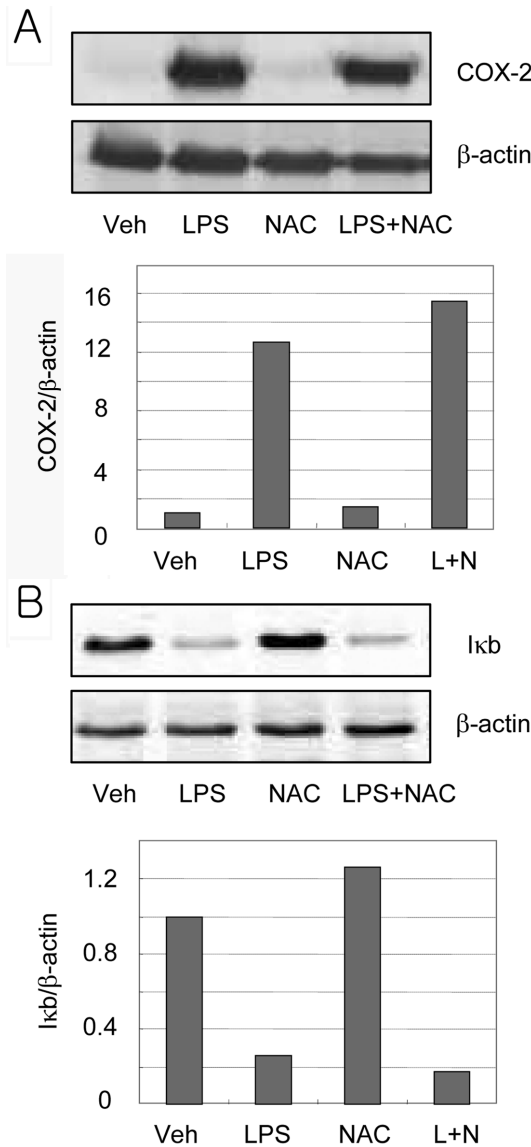 A
COX-2
β-actin
Veh LPS NAC LPS+NAC
COX-2/β-actin
16
12
8
4
0
Veh LPS NAC L+N
B
Iκb
β-actin
Veh LPS NAC LPS+NAC
Iκb/β-actin
1.2
0.8
0.4
0
Veh LPS NAC L+N